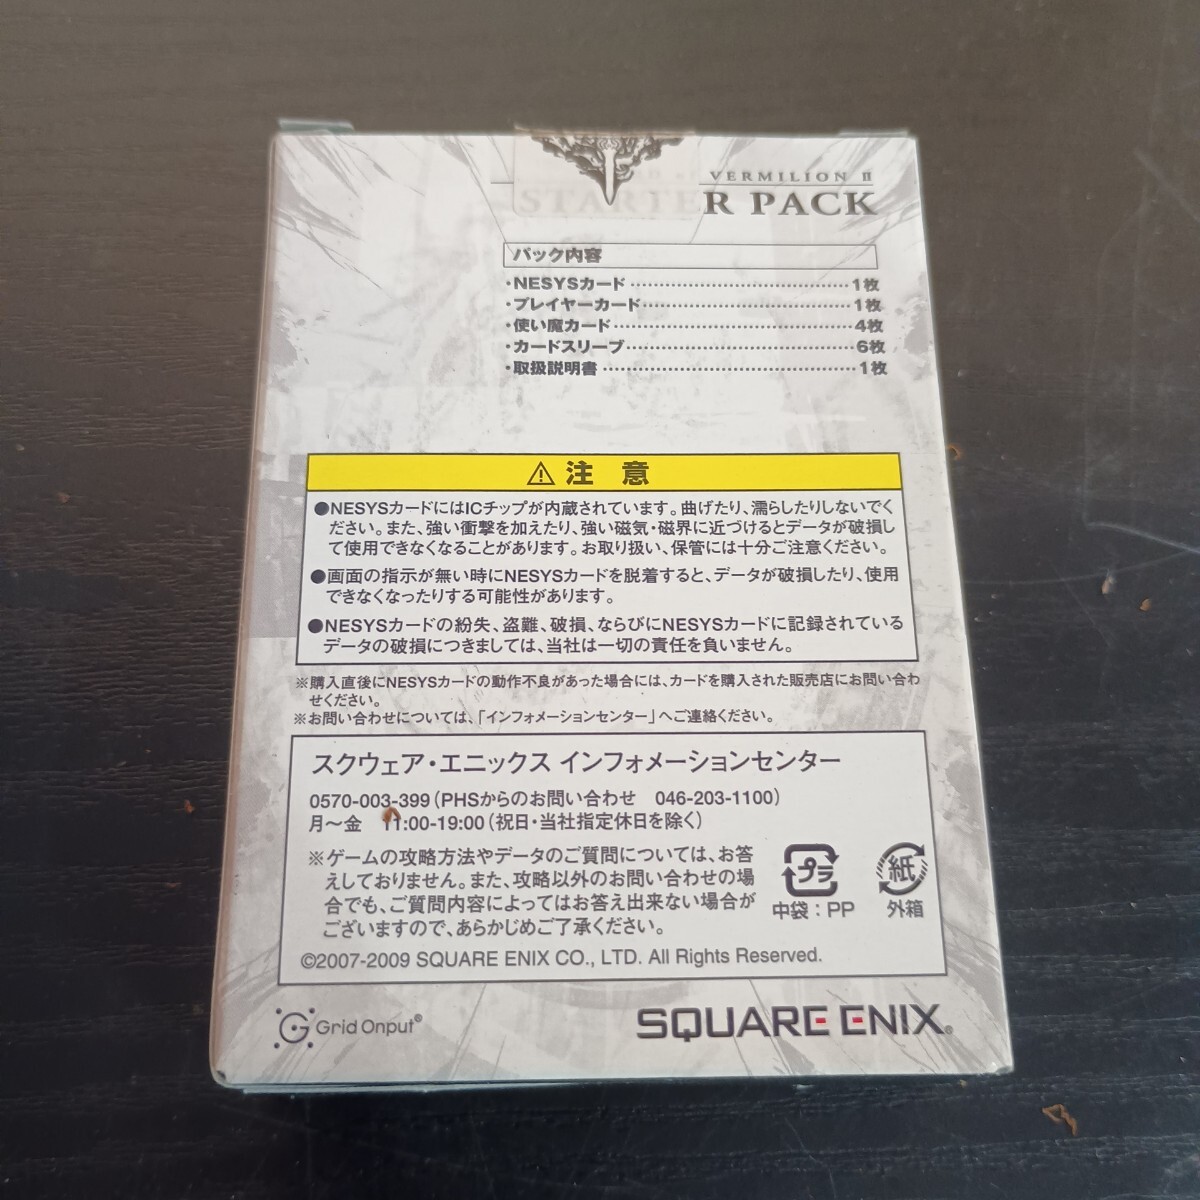 VERMILION II
STARTER PACK
パック内容
・NESYSカード……………………………1枚
・プレイヤーカード……………………………1枚
・使い魔カード……………………………4枚
・カードスリーブ……………………………6枚
・取扱説明書……………………………1枚
⚠注 意
●NESYSカードにはICチップが内蔵されています。曲げたり、濡らしたりしないでく
ださい。また、強い衝撃を加えたり、強い磁気・磁界に近づけるとデータが破損し
て使用できなくなることがあります。お取り扱い、保管には十分ご注意ください。
●画面の指示が無い時にNESYSカードを脱着すると、データが破損したり、使用
できなくなったりする可能性があります。
●NESYSカードの紛失、盗難、破損、ならびにNESYSカードに記録されている
データの破損につきましては、当社は一切の責任を負いません。
※購入直後にNESYSカードの動作不良があった場合には、カードを購入された販売店にお問い合わ
せください。
※お問い合わせについては、「インフォメーションセンター」へご連絡ください。
スクウェア・エニックス インフォメーションセンター
0570-003-399(PHSからのお問い合わせ 046-203-1100)
月〜金 11:00-19:00(祝日・当社指定休日を除く)
※ゲームの攻略方法やデータのご質問については、お答
えしておりません。また、攻略以外のお問い合わせの場
合でも、ご質問内容によってはお答え出来ない場合が
ございますので、あらかじめご了承ください。
プラ
中袋:PP
紙
外箱
©2007-2009 SQUARE ENIX CO., LTD. All Rights Reserved.
Grid Onput®
SQUARE ENIX®